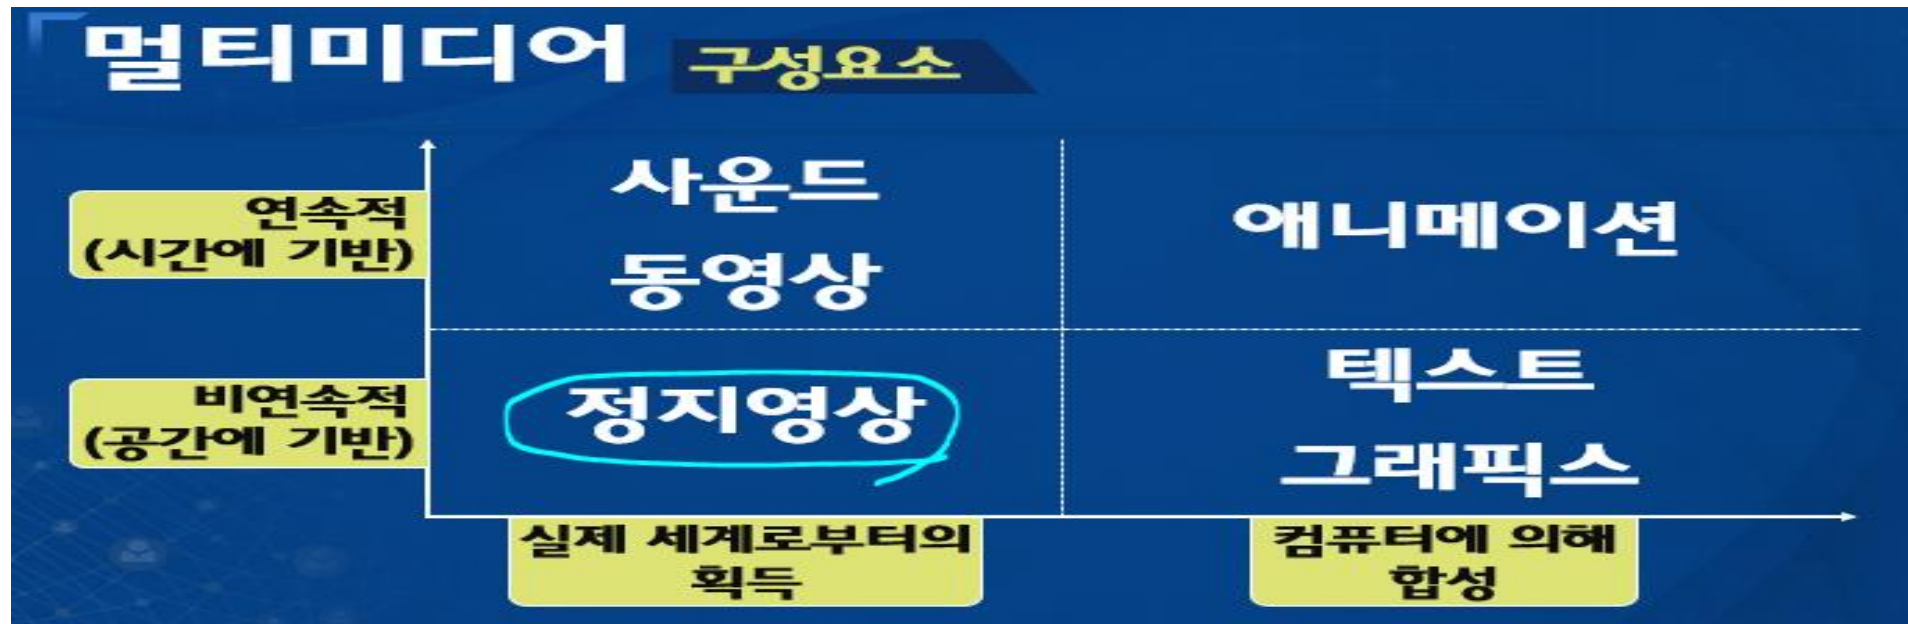 멀티미디어 구성요소
연속적
(시간에 기반)
사운드
동영상
애니메이션
비연속적
(공간에 기반)
정지영상
텍스트
그래픽스
실제 세계로부터의
획득
컴퓨터에 의해
합성